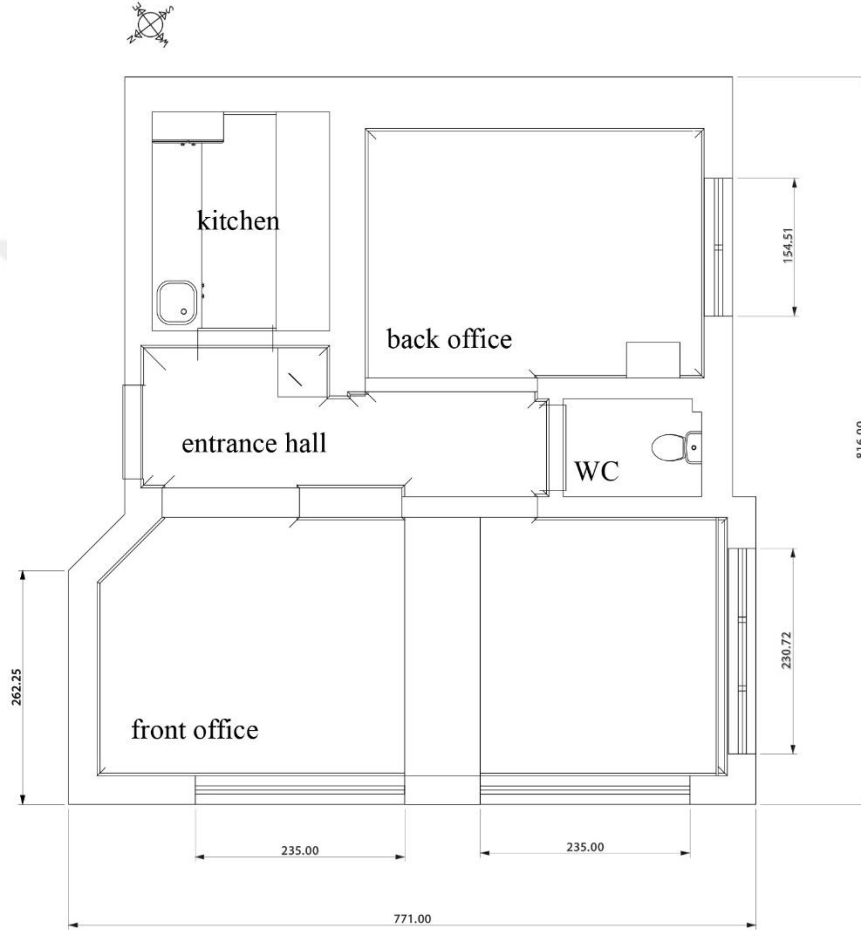 N
S
kitchen
154.51
back office
816.00
entrance hall
WC
262.25
230.72
front office
235.00
235.00
771.00